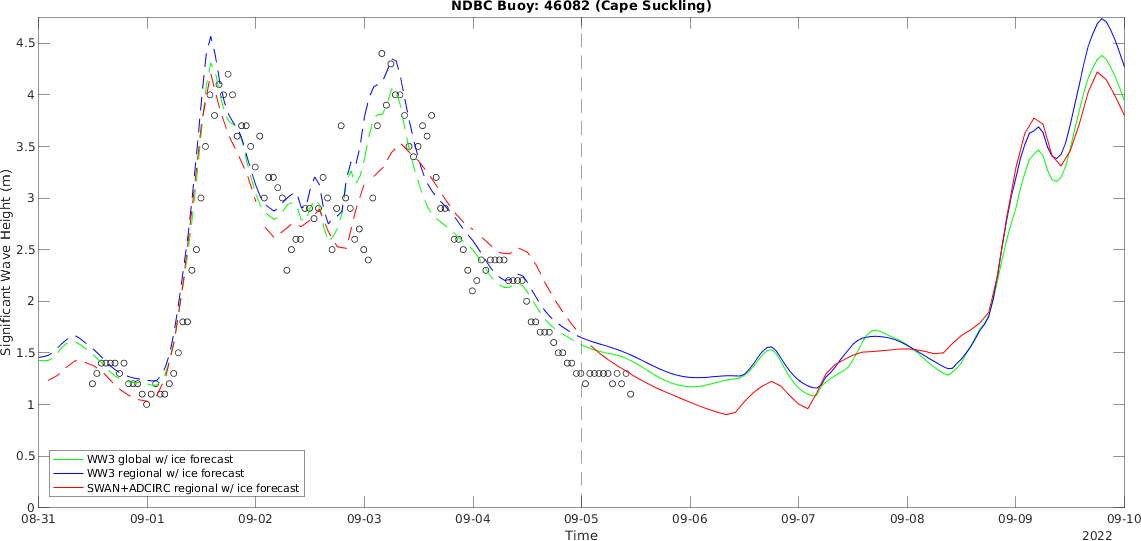 NDBC Buoy: 46082 (Cape Suckling)
Significant Wave Height (m)
4.5
4
3.5
3
2.5
2
1.5
1
0.5
0
WW3 global w/ ice forecast
WW3 regional w/ ice forecast
SWAN+ADCIRC regional w/ ice forecast
08-31 09-01 09-02 09-03 09-04 09-05 09-06 09-07 09-08 09-09 09-10
Time
2022